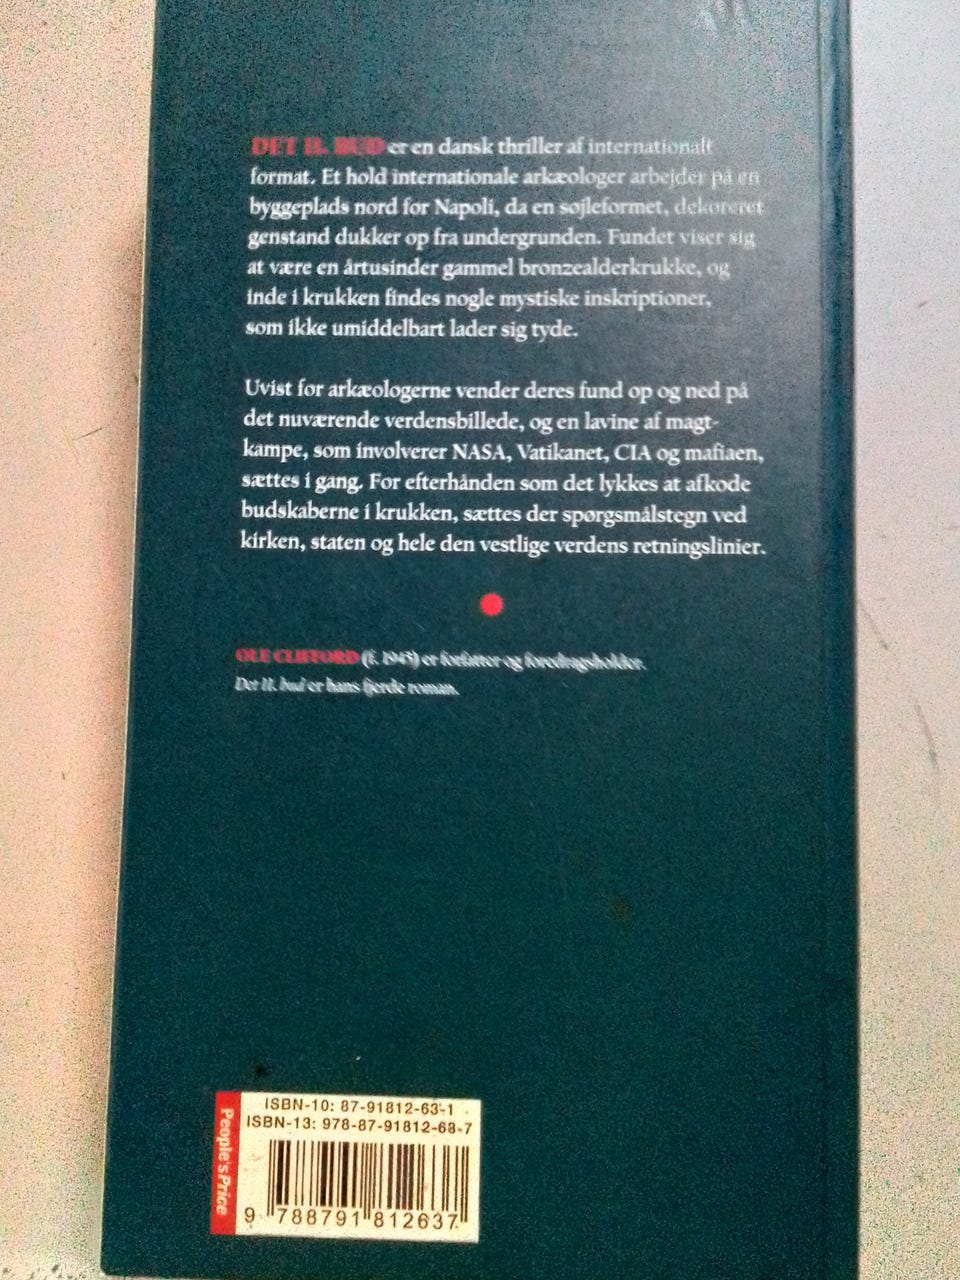 DET 11. BUD er en dansk thriller af internationalt
format. Et hold internationale arkæologer arbejder på en
byggeplads nord for Napoli, da en søjleformet, dekoreret
genstand dukker op fra undergrunden. Fundet viser sig
at være en årtusinder gammel bronzealderkrukke, og
inde i krukken findes nogle mystiske inskriptioner,
som ikke umiddelbart lader sig tyde.
Uvist for arkæologerne vender deres fund op og ned på
det nuværende verdensbillede, og en lavine af magt-
kampe, som involverer NASA, Vatikanet, CIA og mafiaen,
sættes i gang. For efterhånden som det lykkes at afkode
budskaberne i krukken, sættes der spørgsmålstegn ved
kirken, staten og hele den vestlige verdens retningslinier.
OLE CLIFFORD (f. 1945) er forfatter og foredragsholder.
Det 11. bud er hans fjerde roman.
ISBN-10: 87-91812-63-1
ISBN-13: 978-87-91812-63-7
People'sPrice
9 788791 812637